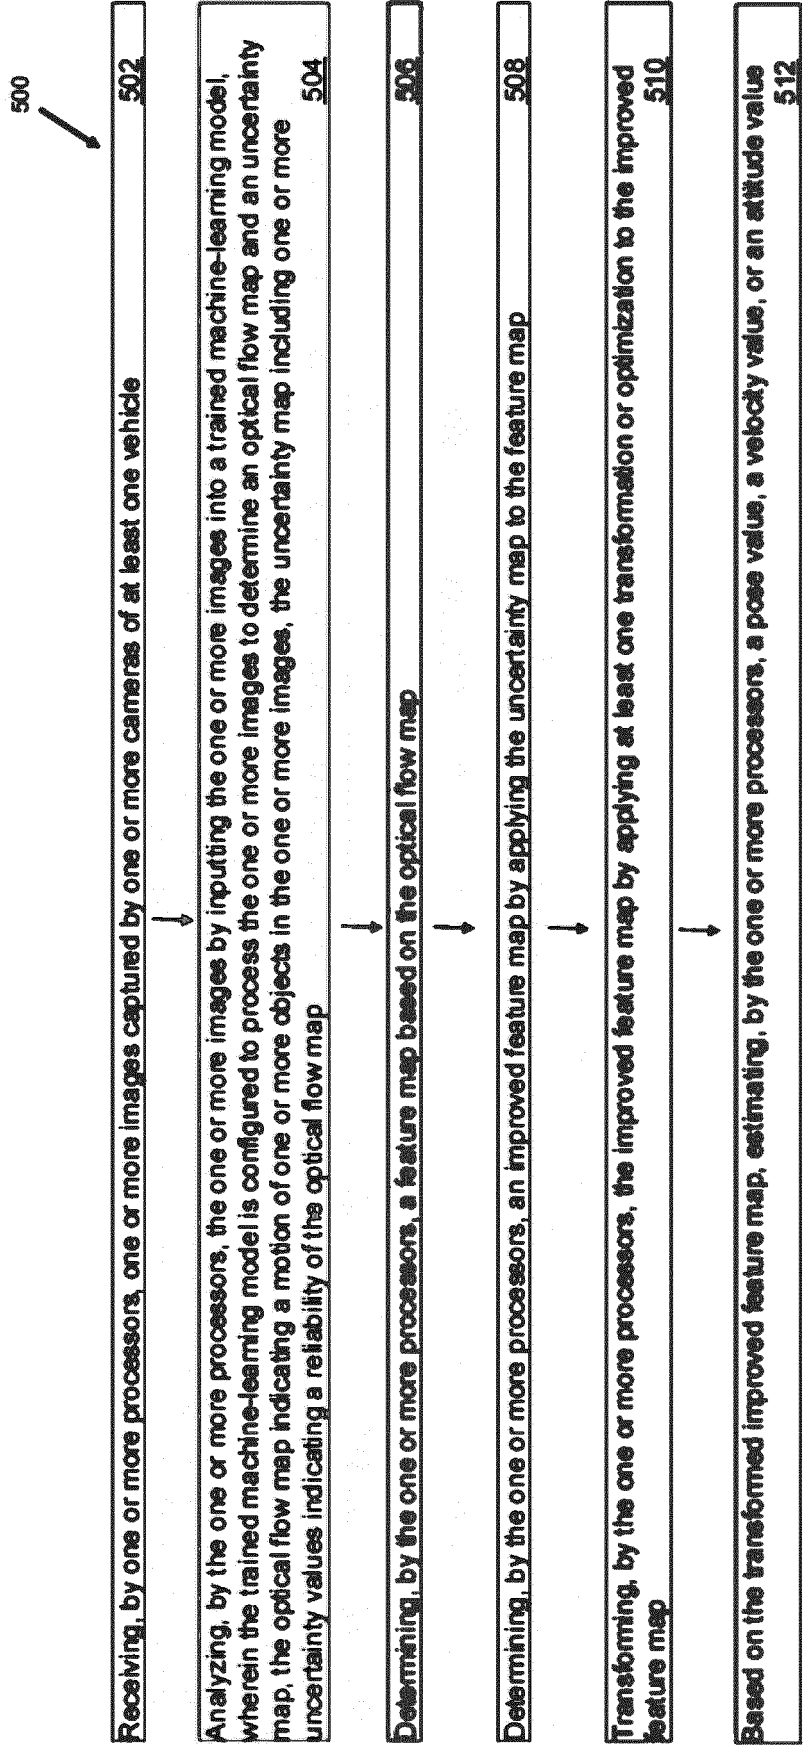 500
Receiving, by one or more processors, one or more images captured by one or more cameras of at least one vehicle
502
Analyzing, by the one or more processors, the one or more images by inputting the one or more images into a trained machine-learning model,
wherein the trained machine-learning model is configured to process the one or more images to determine an optical flow map and an uncertainty
map, the optical flow map indicating a motion of one or more objects in the one or more images, the uncertainty map including one or more
uncertainty values indicating a reliability of the optical flow map
504
Determining, by the one or more processors, a feature map based on the optical flow map
506
Determining, by the one or more processors, an improved feature map by applying the uncertainty map to the feature map
508
Transforming, by the one or more processors, the improved feature map by applying at least one transformation or optimization to the improved
feature map
510
Based on the transformed improved feature map, estimating, by the one or more processors, a pose value, a velocity value, or an attitude value
512